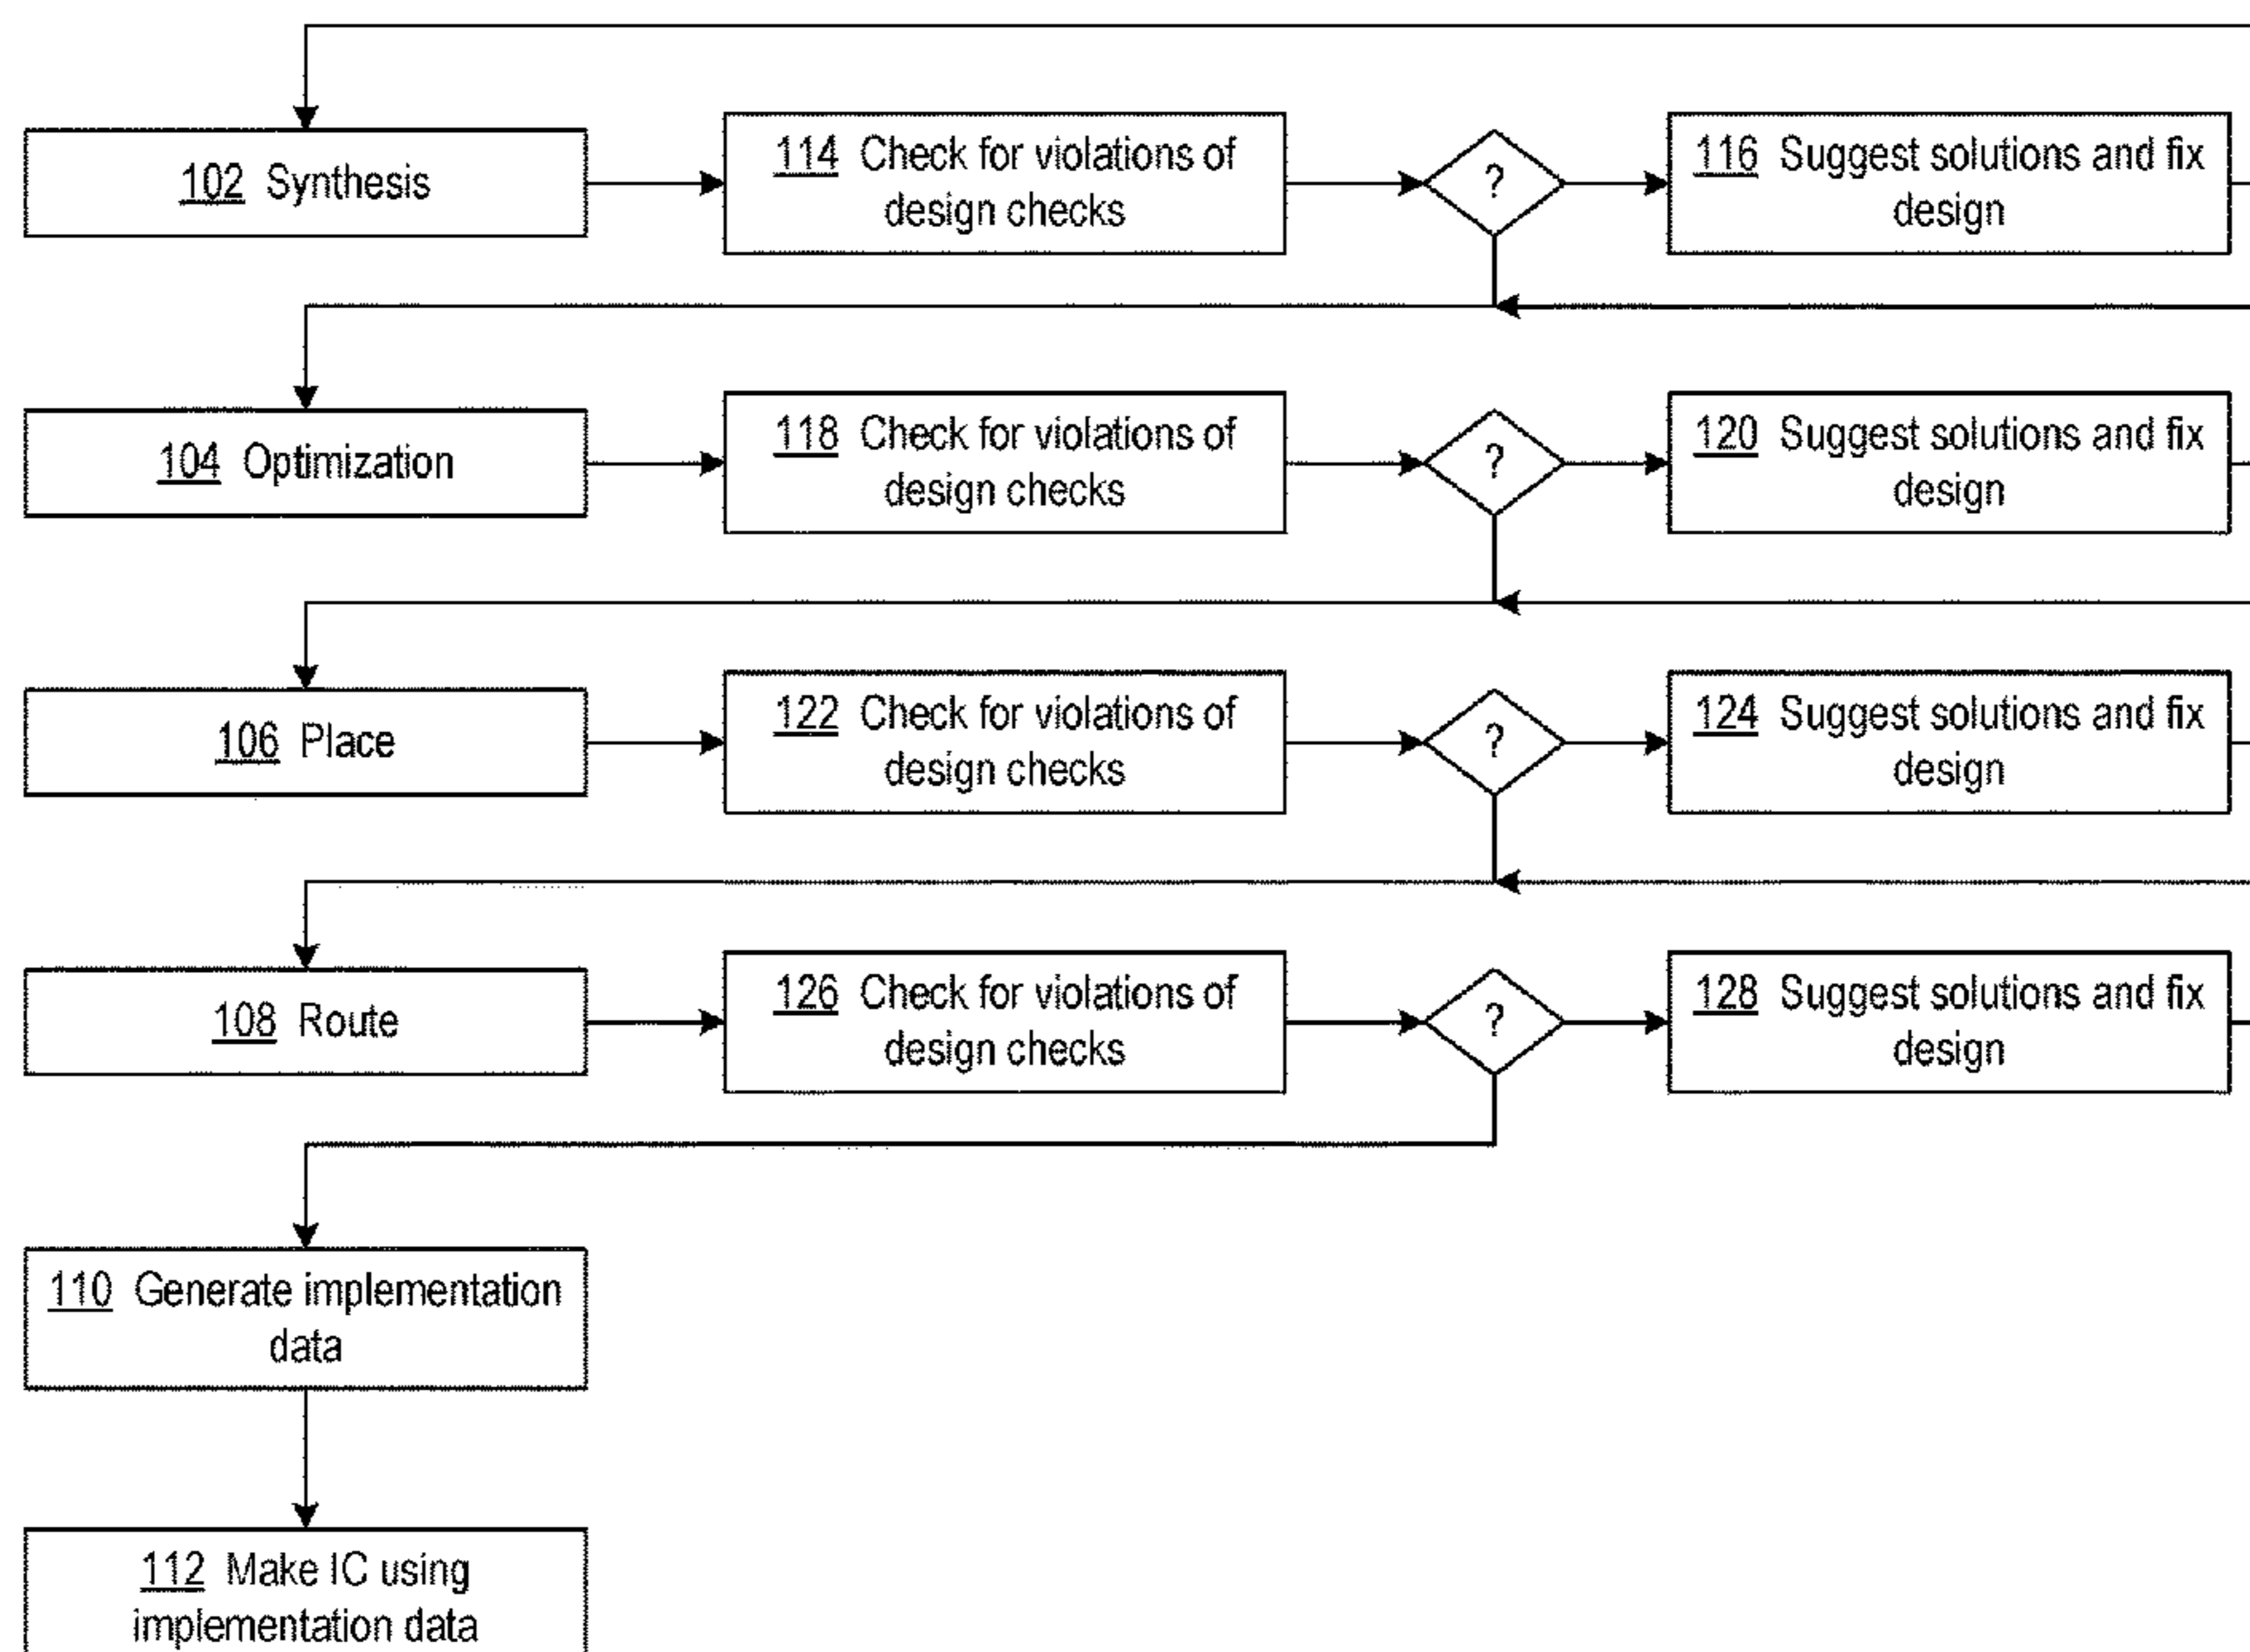 102 Synthesis
114 Check for violations of
design checks
?
116 Suggest solutions and fix
design
104 Optimization
118 Check for violations of
design checks
?
120 Suggest solutions and fix
design
106 Place
122 Check for violations of
design checks
?
124 Suggest solutions and fix
design
108 Route
126 Check for violations of
design checks
?
128 Suggest solutions and fix
design
110 Generate implementation
data
112 Make IC using
implementation data